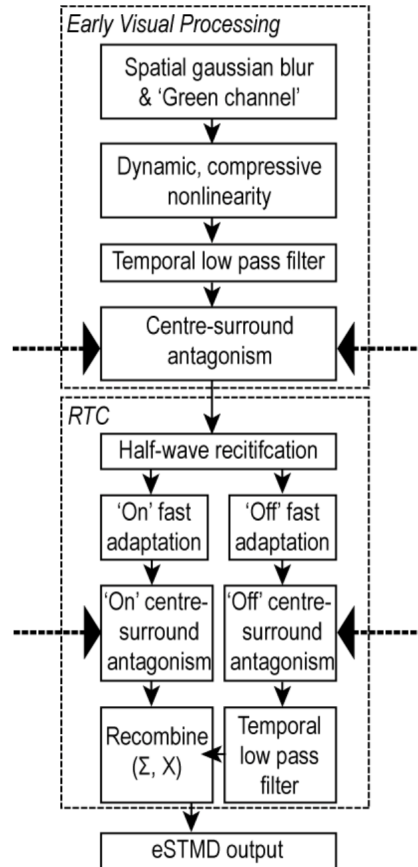 Early Visual Processing
Spatial gaussian blur
& ‘Green channel’
Dynamic, compressive
nonlinearity
Temporal low pass filter
Centre-surround
antagonism
RTC
Half-wave recitifcation
‘On’ fast
adaptation
‘Off’ fast
adaptation
‘On’ centre-
surround
antagonism
‘Off’ centre-
surround
antagonism
Recombine
(Σ, X)
Temporal
low pass
filter
eSTMD output